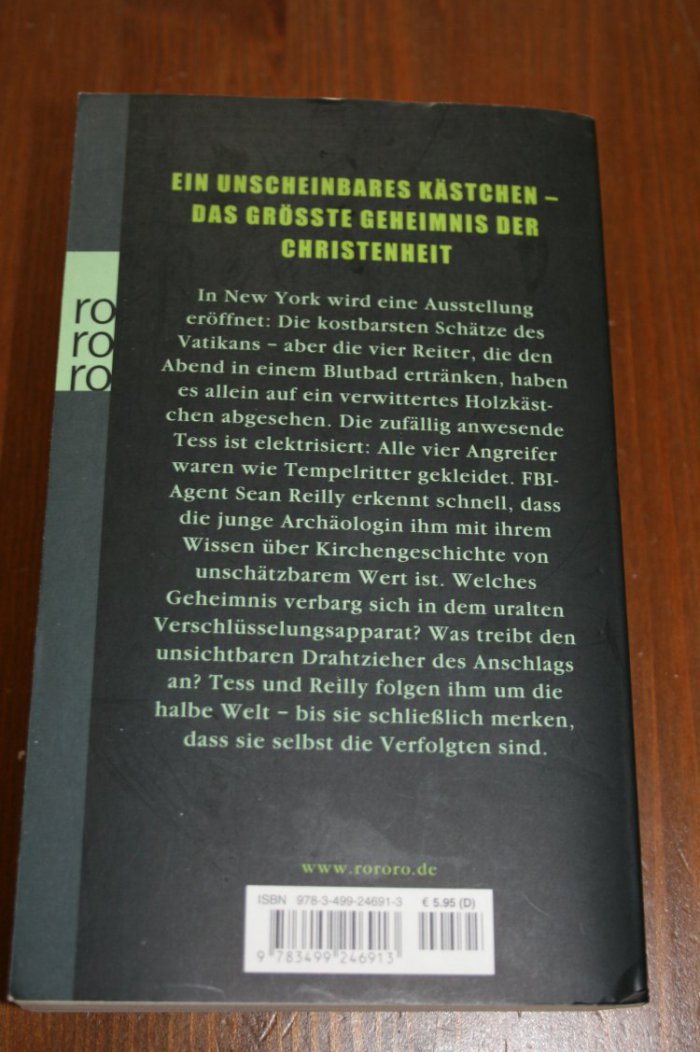 EIN UNSCHEINBARES KÄSTCHEN –
DAS GRÖSSTE GEHEIMNIS DER
CHRISTENHEIT
ro
ro
ro
In New York wird eine Ausstellung
eröffnet: Die kostbarsten Schätze des
Vatikans – aber die vier Reiter, die den
Abend in einem Blutbad ertränken, haben
es allein auf ein verwittertes Holzkäst-
chen abgesehen. Die zufällig anwesende
Tess ist elektrisiert: Alle vier Angreifer
waren wie Tempelritter gekleidet. FBI-
Agent Sean Reilly erkennt schnell, dass
die junge Archäologin ihm mit ihrem
Wissen über Kirchengeschichte von
unschätzbarem Wert ist. Welches
Geheimnis verbarg sich in dem uralten
Verschlüsselungsapparat? Was treibt den
unsichtbaren Drahtzieher des Anschlags
an? Tess und Reilly folgen ihm um die
halbe Welt – bis sie schließlich merken,
dass sie selbst die Verfolgten sind.
www.rororo.de
ISBN 978-3-499-24691-3 € 5.95 (D)
9 783499 246913